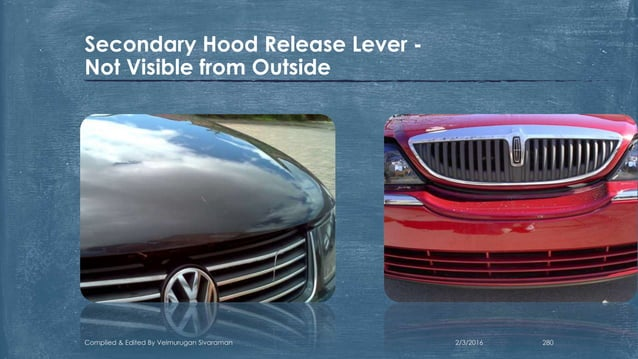 Secondary Hood Release Lever -
Not Visible from Outside
Compiled & Edited By Velmurugan Sivaraman
2/3/2016
280